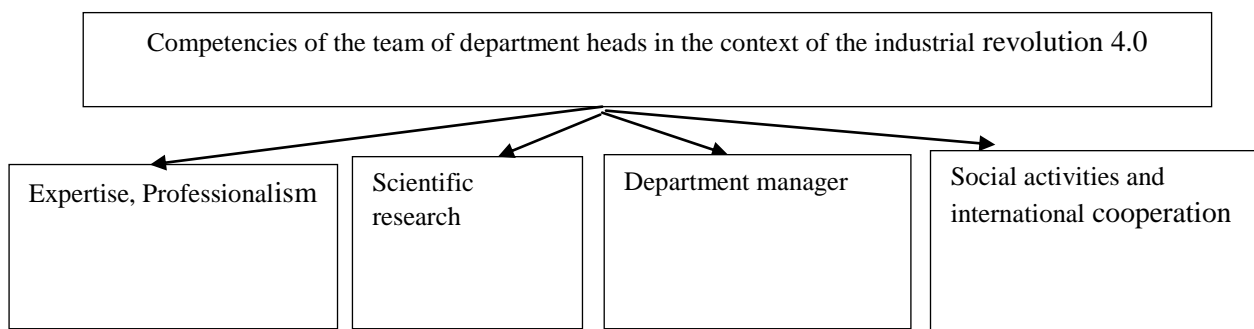 Competencies of the team of department heads in the context of the industrial revolution 4.0
Expertise, Professionalism
Scientific
research
Department manager
Social activities and
international cooperation